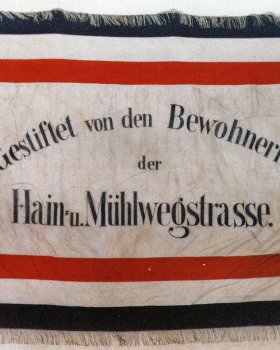 Gestiftet von den Bewohnern
der
Hain- u. Mühlwegstrasse.